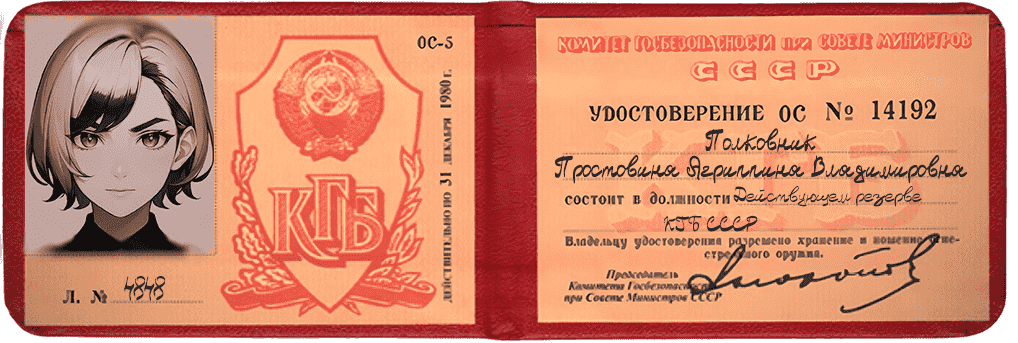 ОС-5
ДЕЙСТВИТЕЛЬНО ПО 31 ДЕКАБРЯ 1980 г.
КГБ
Л. № 4848
КОМИТЕТ ГОСБЕЗОПАСНОСТИ при СОВЕТЕ МИНИСТРОВ
СССР
УДОСТОВЕРЕНИЕ ОС № 14192
Полковник
Простовина Агриппина Владимировна
состоит в должности Действующем резерве
КГБ СССР
Владельцу удостоверения разрешено хранение и ношение огне-
стрельного оружия.
Председатель
Комитета Госбезопасности
при Совете Министров СССР